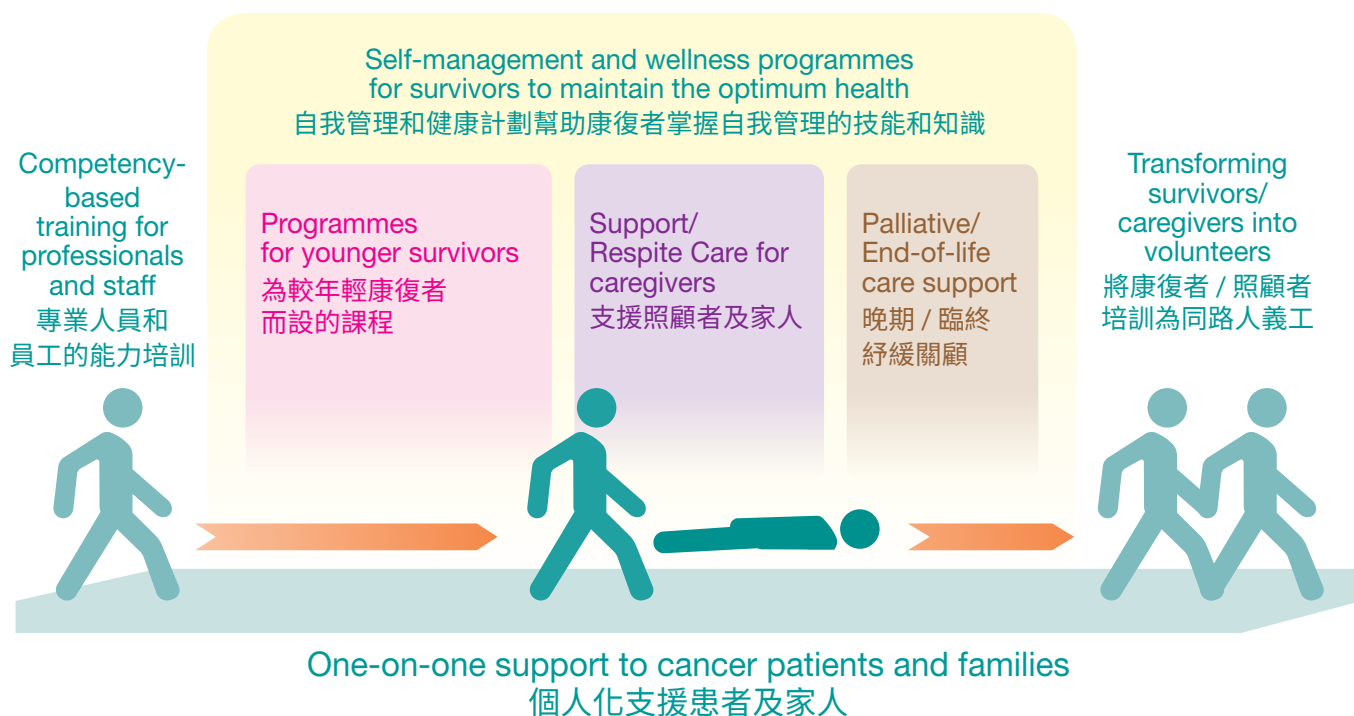 Self-management and wellness programmes
for survivors to maintain the optimum health
自我管理和健康計劃幫助康復者掌握自我管理的技能和知識
Competency-
based
training for
professionals
and staff
專業人員和
員工的能力培訓
Programmes
for younger survivors
為較年輕康復者
而設的課程
Support/
Respite Care for
caregivers
支援照顧者及家人
Palliative/
End-of-life
care support
晚期 / 臨終
紓緩關顧
Transforming
survivors/
caregivers into
volunteers
將康復者 / 照顧者
培訓為同路人義工
One-on-one support to cancer patients and families
個人化支援患者及家人